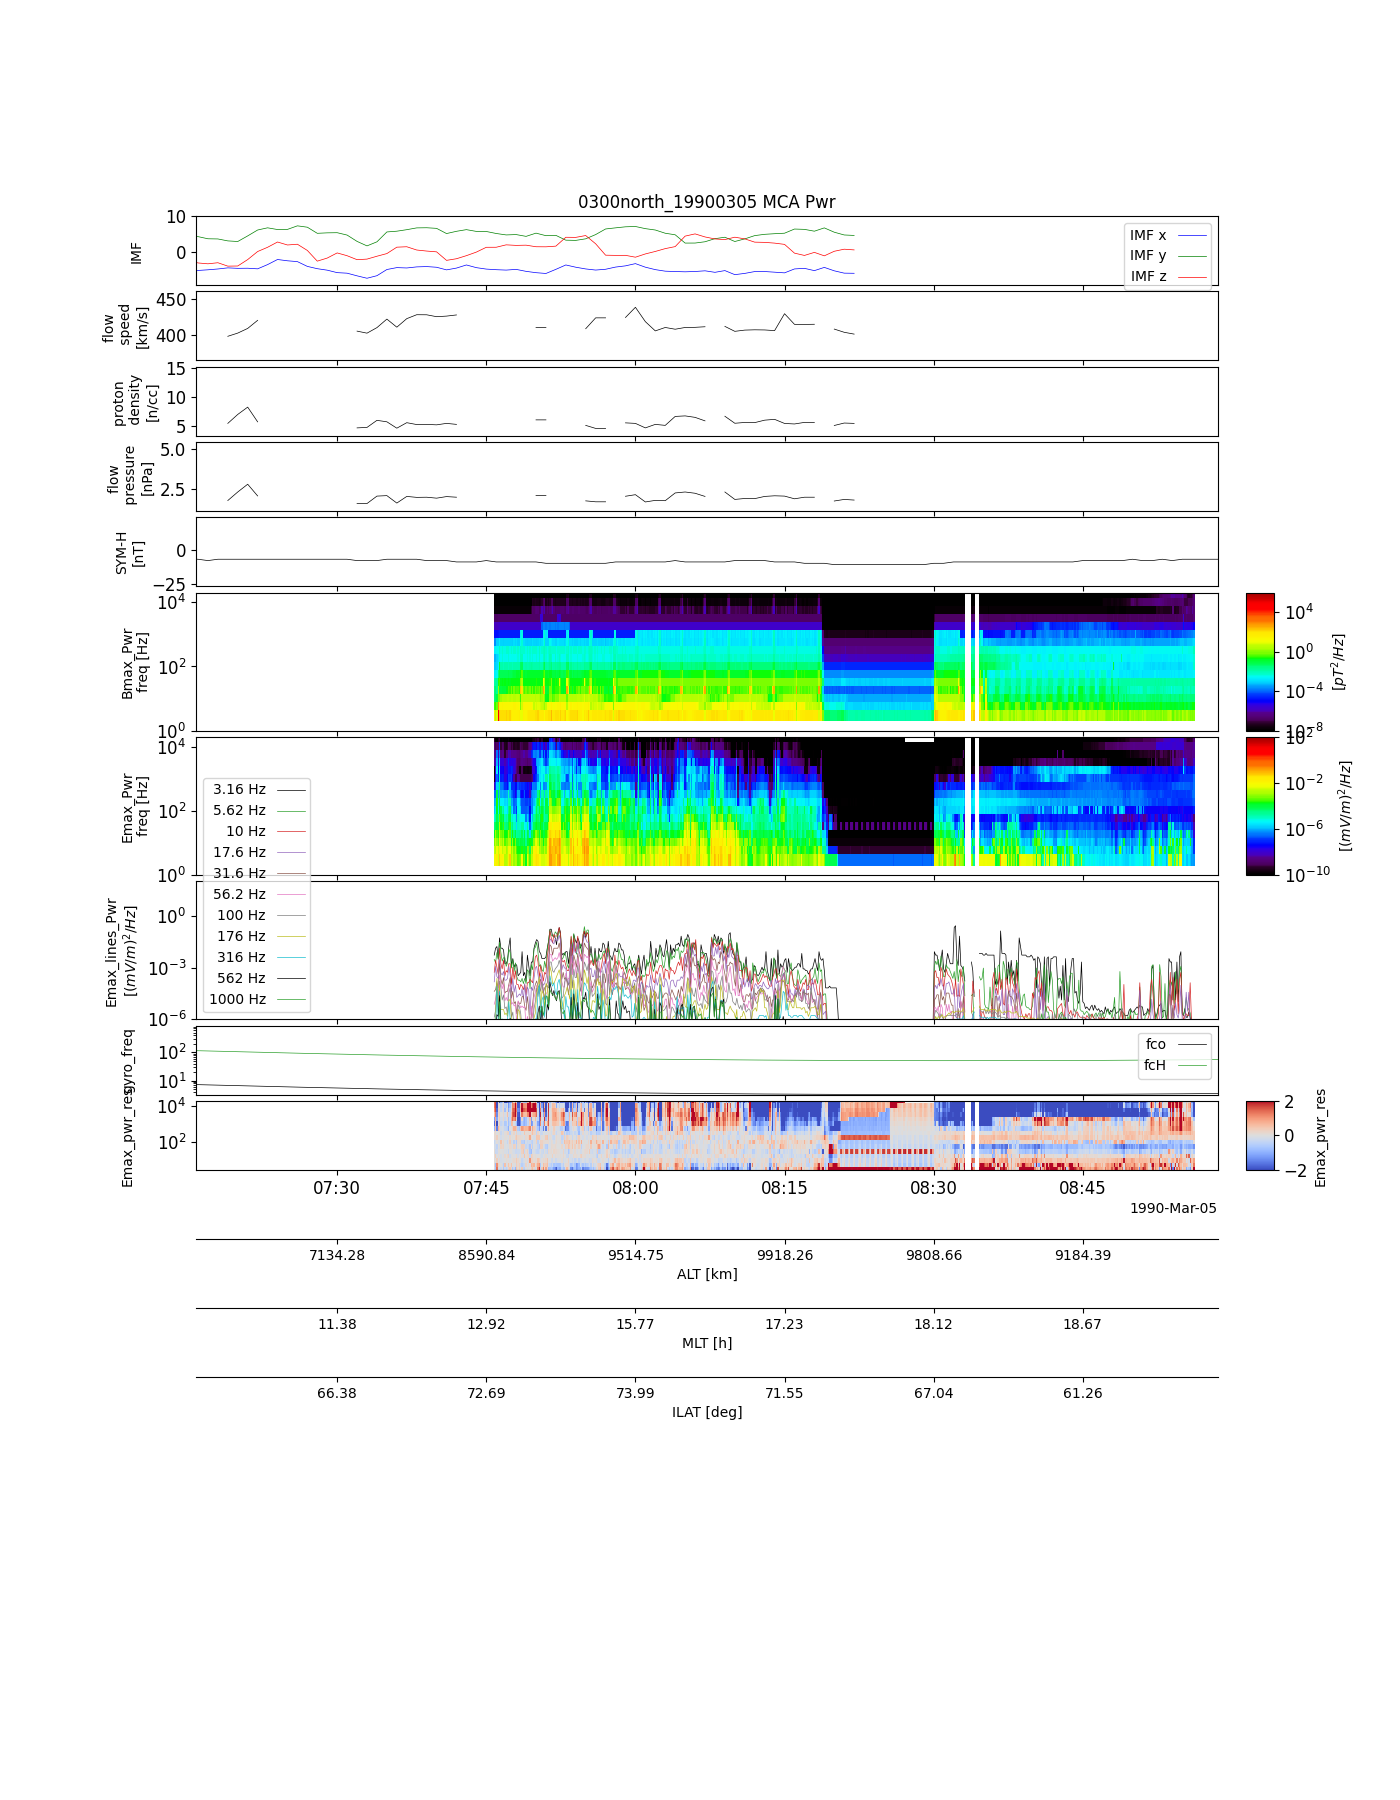 0300north_19900305 MCA Pwr
10
0
IMF
IMF x
IMF y
IMF z
450
400
flow
speed
[km/s]
15
10
5
proton
density
[n/cc]
5.0
2.5
flow
pressure
[nPa]
0
−25
SYM-H
[nT]
10^4
10^2
10^0
Bmax_Pwr
freq [Hz]
10^4
10^0
10^−4
10^−8
[pT^2/Hz]
10^4
10^2
10^0
Emax_Pwr
freq [Hz]
10^2
10^−2
10^−6
10^−10
[(mV/m)^2/Hz]
3.16 Hz
5.62 Hz
10 Hz
17.6 Hz
31.6 Hz
56.2 Hz
100 Hz
176 Hz
316 Hz
562 Hz
1000 Hz
10^0
10^−3
10^−6
Emax_lines_Pwr
[(mV/m)^2/Hz]
10^2
10^1
gyro_freq
fco
fcH
10^4
10^2
Emax_pwr_res
2
0
−2
Emax_pwr_res
07:30 07:45 08:00 08:15 08:30 08:45
1990-Mar-05
7134.28 8590.84 9514.75 9918.26 9808.66 9184.39
ALT [km]
11.38 12.92 15.77 17.23 18.12 18.67
MLT [h]
66.38 72.69 73.99 71.55 67.04 61.26
ILAT [deg]